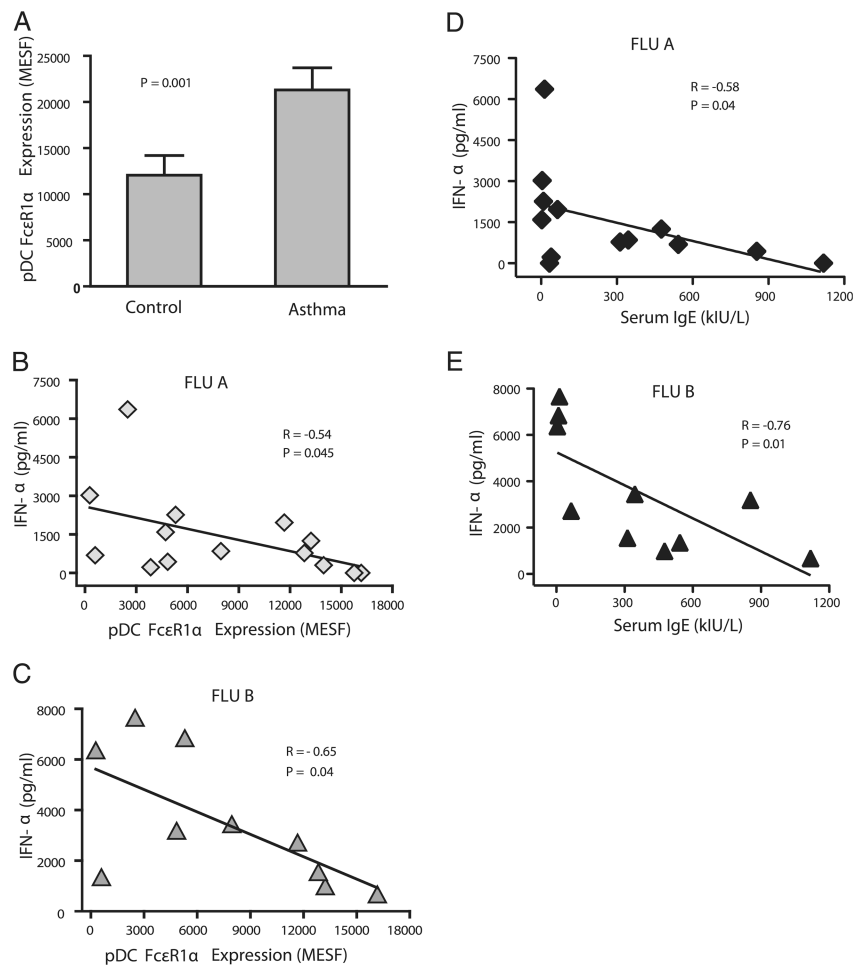 A
pDC FcεR1α Expression (MESF)
25000
20000
15000
10000
5000
0
P = 0.001
Control Asthma
B
FLU A
IFN- α (pg/ml)
7500
6000
4500
3000
1500
0
R = -0.54
P = 0.045
0 3000 6000 9000 12000 15000 18000
pDC FcεR1α Expression (MESF)
C
FLU B
IFN- α (pg/ml)
8000
6000
4000
2000
0
R = - 0.65
P = 0.04
0 3000 6000 9000 12000 15000 18000
pDC FcεR1α Expression (MESF)
D
FLU A
IFN- α (pg/ml)
7500
6000
4500
3000
1500
0
R = -0.58
P = 0.04
0 300 600 900 1200
Serum IgE (kIU/L)
E
FLU B
IFN- α (pg/ml)
8000
6000
4000
2000
0
R = -0.76
P = 0.01
0 300 600 900 1200
Serum IgE (kIU/L)